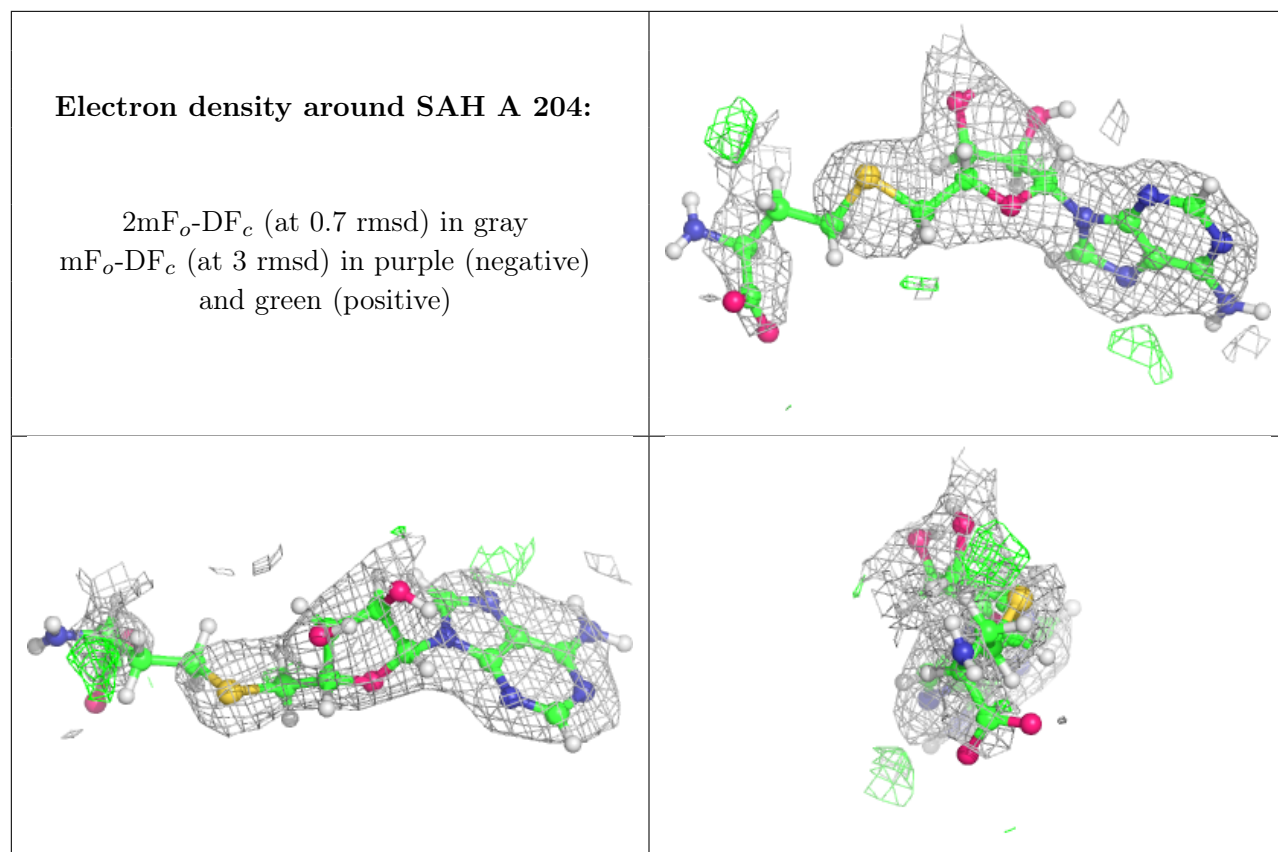 Electron density around SAH A 204:
2mFₒ-DF𝒸 (at 0.7 rmsd) in gray
mFₒ-DF𝒸 (at 3 rmsd) in purple (negative)
and green (positive)